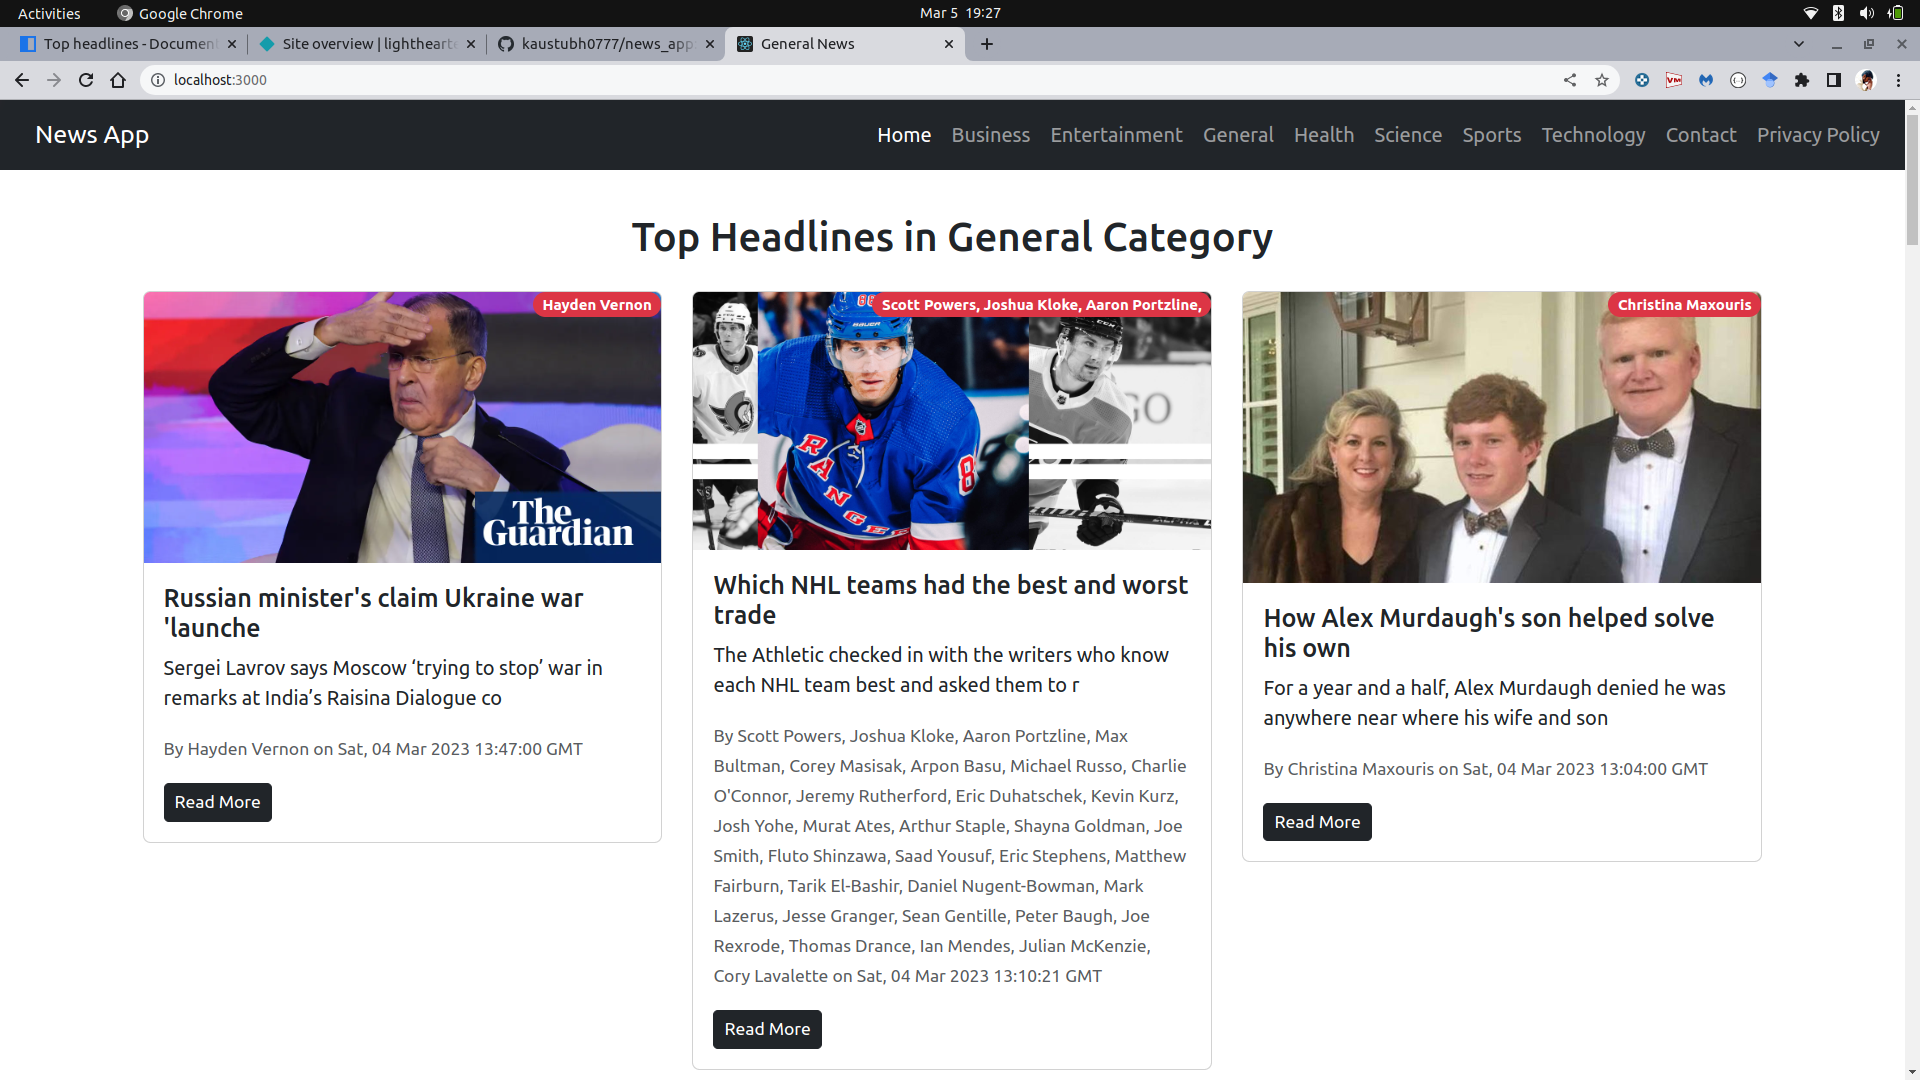 Activities
Google Chrome
Mar 5 19:27
Top headlines - Document
Site overview | lighthearte
kaustubh0777/news_app
General News
localhost:3000
VM
News App
Home Business Entertainment General Health Science Sports Technology Contact Privacy Policy
Top Headlines in General Category
Hayden Vernon
The
Guardian
Russian minister's claim Ukraine war
'launche
Sergei Lavrov says Moscow ‘trying to stop’ war in
remarks at India’s Raisina Dialogue co
By Hayden Vernon on Sat, 04 Mar 2023 13:47:00 GMT
Read More
Scott Powers, Joshua Kloke, Aaron Portzline,
BAUER
RANGE
8
GO
Which NHL teams had the best and worst
trade
The Athletic checked in with the writers who know
each NHL team best and asked them to r
By Scott Powers, Joshua Kloke, Aaron Portzline, Max
Bultman, Corey Masisak, Arpon Basu, Michael Russo, Charlie
O'Connor, Jeremy Rutherford, Eric Duhatschek, Kevin Kurz,
Josh Yohe, Murat Ates, Arthur Staple, Shayna Goldman, Joe
Smith, Fluto Shinzawa, Saad Yousuf, Eric Stephens, Matthew
Fairburn, Tarik El-Bashir, Daniel Nugent-Bowman, Mark
Lazerus, Jesse Granger, Sean Gentille, Peter Baugh, Joe
Rexrode, Thomas Drance, Ian Mendes, Julian McKenzie,
Cory Lavalette on Sat, 04 Mar 2023 13:10:21 GMT
Read More
Christina Maxouris
How Alex Murdaugh's son helped solve
his own
For a year and a half, Alex Murdaugh denied he was
anywhere near where his wife and son
By Christina Maxouris on Sat, 04 Mar 2023 13:04:00 GMT
Read More